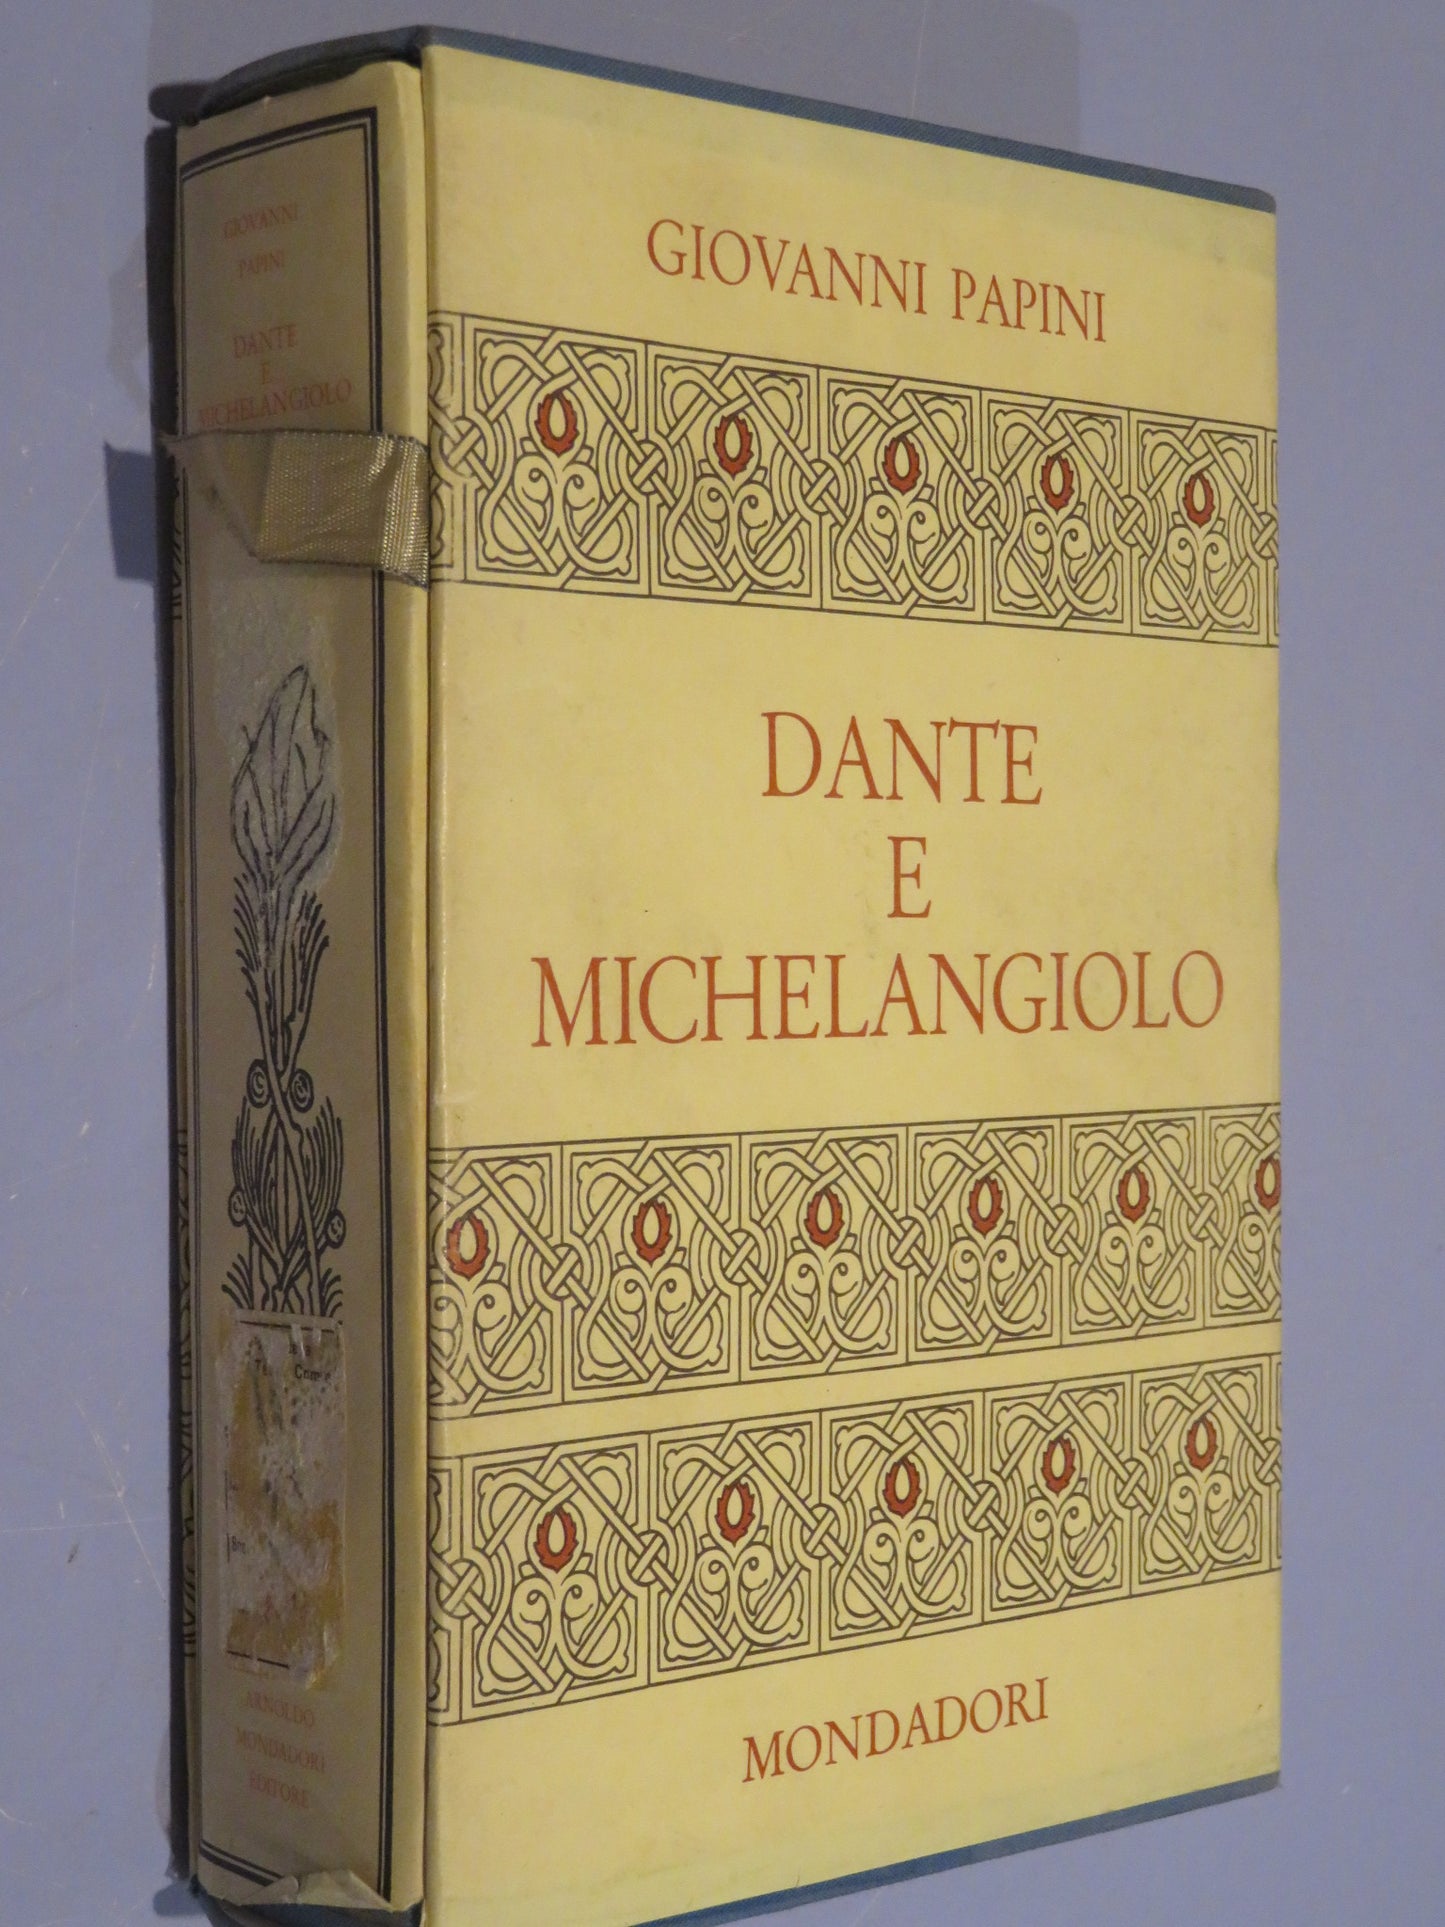 GIOVANNI
PAPINI
DANTE
E
MICHELANGIOLO
ARNOLDO
MONDADORI
EDITORE
GIOVANNI PAPINI
DANTE
E
MICHELANGIOLO
MONDADORI